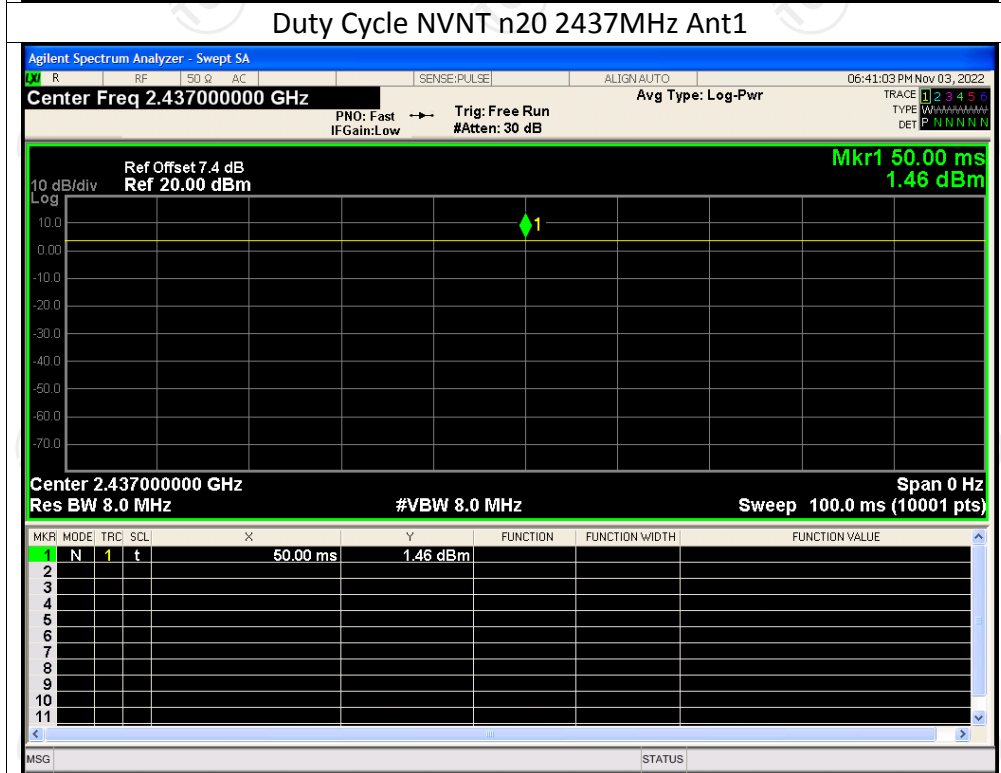 Duty Cycle NVNT n20 2437MHz Ant1
Agilent Spectrum Analyzer - Swept SA
LXI R RF 50 Ω AC SENSE:PULSE ALIGN AUTO 06:41:03 PM Nov 03, 2022
Center Freq 2.437000000 GHz Avg Type: Log-Pwr TRACE 1 2 3 4 5 6
PNO: Fast Trig: Free Run TYPE WWWWWW
IFGain:Low #Atten: 30 dB DET P N N N N N
Mkr1 50.00 ms
Ref Offset 7.4 dB
10 dB/div Ref 20.00 dBm 1.46 dBm
Log
10.0
1
0.00
-10.0
-20.0
-30.0
-40.0
-50.0
-60.0
-70.0
Center 2.437000000 GHz Span 0 Hz
Res BW 8.0 MHz #VBW 8.0 MHz Sweep 100.0 ms (10001 pts)
MKR MODE TRC SCL X Y FUNCTION FUNCTION WIDTH FUNCTION VALUE
1 N 1 t 50.00 ms 1.46 dBm
2
3
4
5
6
7
8
9
10
11
MSG STATUS